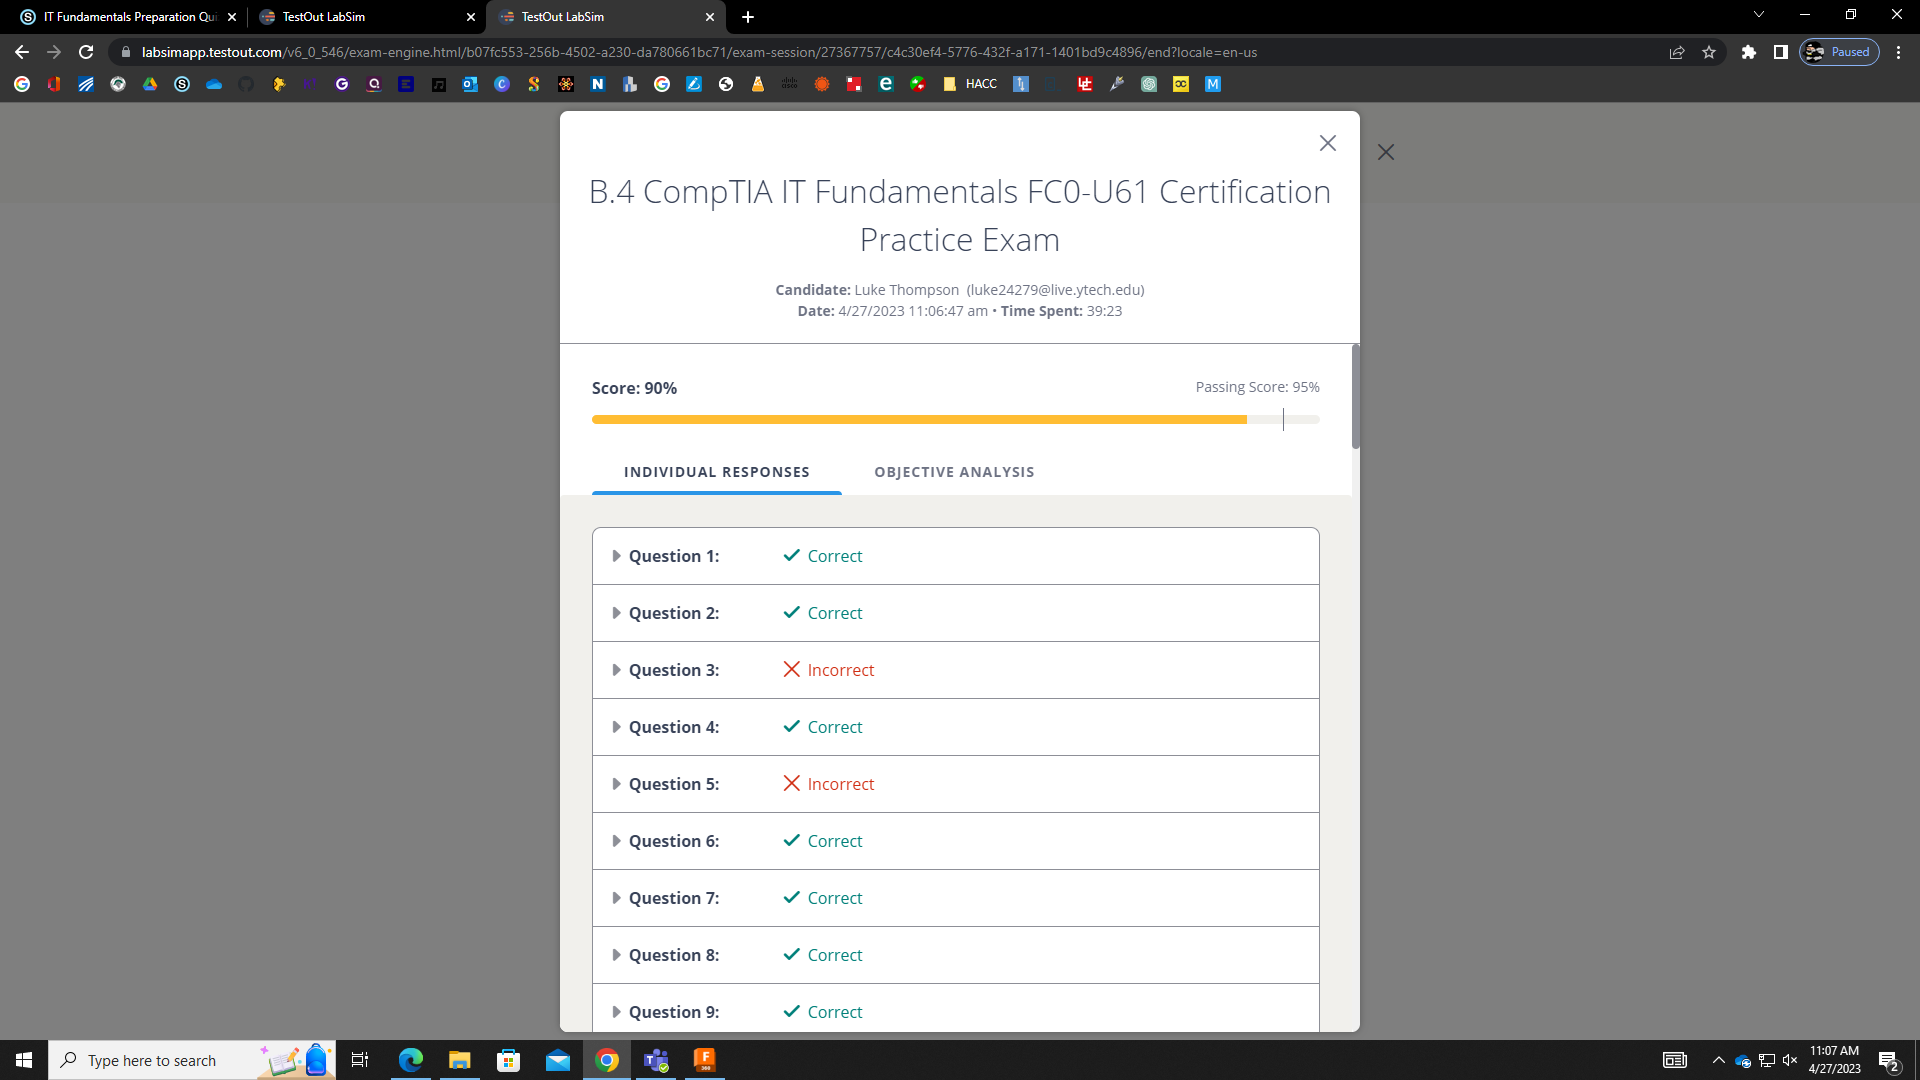 IT Fundamentals Preparation Qui
TestOut LabSim
TestOut LabSim
labsimapp.testout.com/v6_0_546/exam-engine.html/b07fc553-256b-4502-a230-da780661bc71/exam-session/27367757/c4c30ef4-5776-432f-a171-1401bd9c4896/end?locale=en-us
Paused
HACC
B.4 CompTIA IT Fundamentals FC0-U61 Certification
Practice Exam
Candidate: Luke Thompson (luke24279@live.ytech.edu)
Date: 4/27/2023 11:06:47 am • Time Spent: 39:23
Score: 90%
Passing Score: 95%
INDIVIDUAL RESPONSES
OBJECTIVE ANALYSIS
Question 1: Correct
Question 2: Correct
Question 3: Incorrect
Question 4: Correct
Question 5: Incorrect
Question 6: Correct
Question 7: Correct
Question 8: Correct
Question 9: Correct
Type here to search
11:07 AM
4/27/2023
2